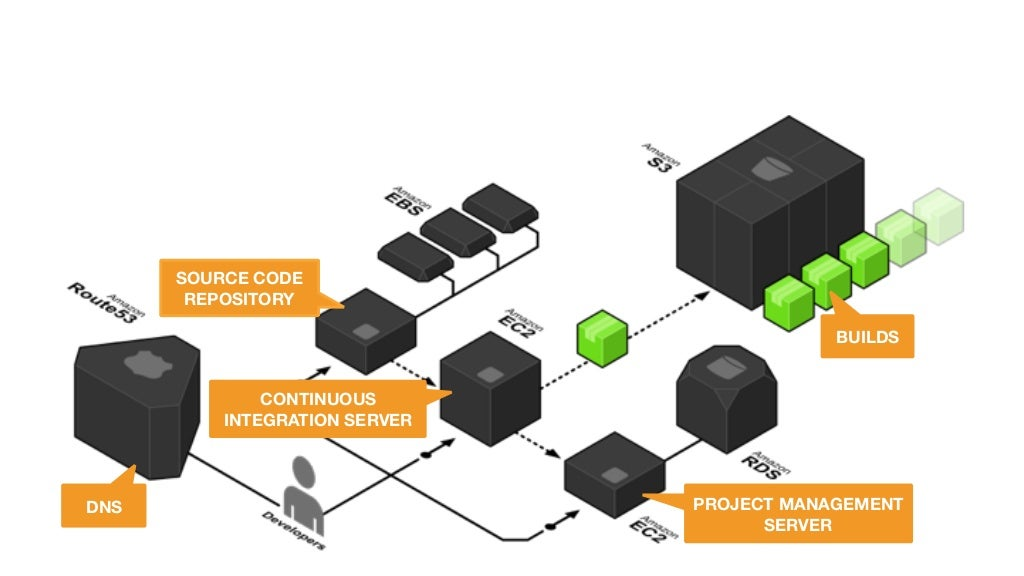 Amazon
S3
Amazon
EBS
SOURCE CODE
REPOSITORY
Amazon
Route53
Amazon
EC2
BUILDS
CONTINUOUS
INTEGRATION SERVER
Amazon
RDS
DNS
Developers
PROJECT MANAGEMENT
SERVER
Amazon
EC2